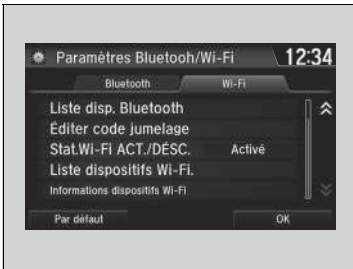 Paramètres Bluetooh/Wi-Fi 12:34
Bluetooth Wi-Fi
Liste disp. Bluetooth
Éditer code jumelage
Stat.Wi-Fi ACT./DÉSC. Activé
Liste dispositifs Wi-Fi.
Informations dispositifs Wi-Fi
Par défaut OK